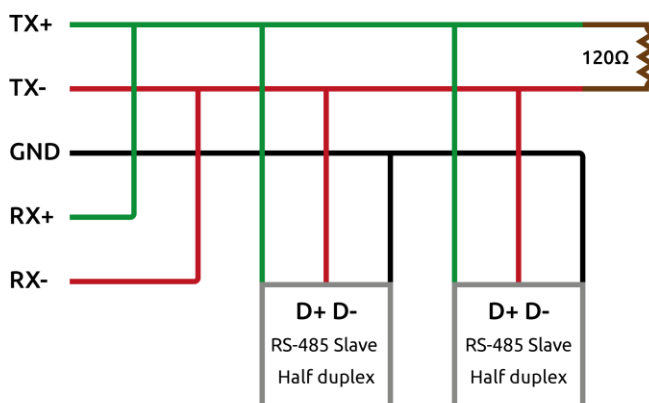 TX+
120Ω
TX-
GND
RX+
RX-
D+ D-
RS-485 Slave
Half duplex
D+ D-
RS-485 Slave
Half duplex